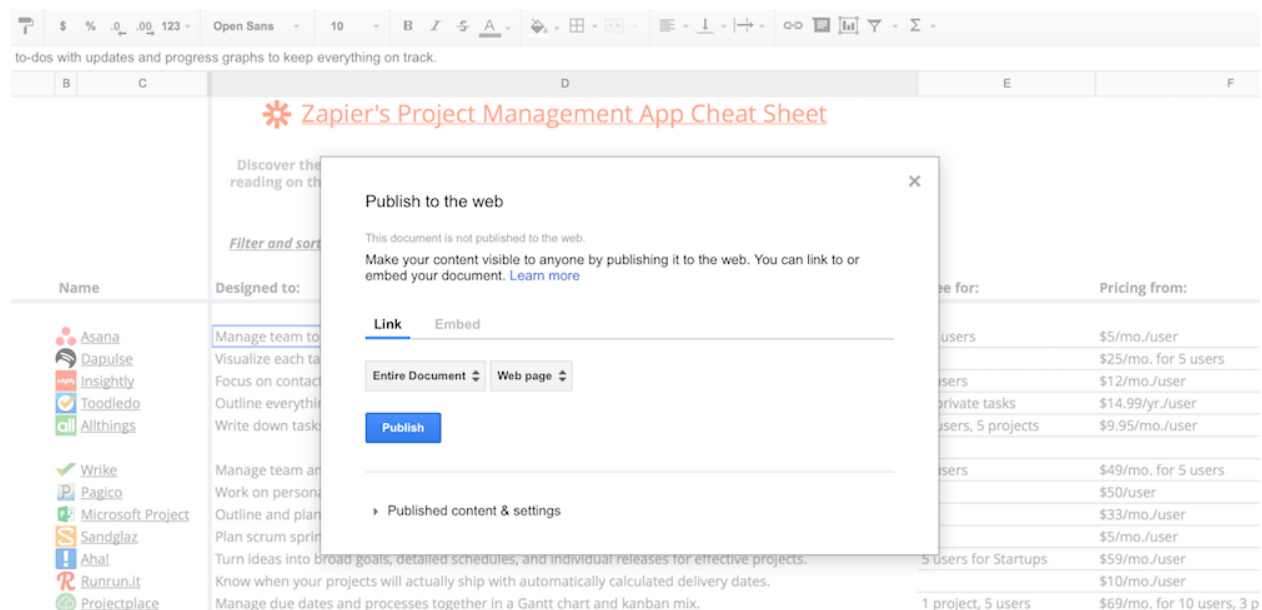 $ % .0 .00 123 Open Sans 10 B I S A Σ
to-dos with updates and progress graphs to keep everything on track.
B C D E F
Zapier's Project Management App Cheat Sheet
Discover the
reading on th
Filter and sort
Name Designed to: ee for: Pricing from:
Publish to the web
This document is not published to the web.
Make your content visible to anyone by publishing it to the web. You can link to or
embed your document. Learn more
Link Embed
Entire Document Web page
Publish
Published content & settings
Asana Manage team to users $5/mo./user
Dapulse Visualize each ta $25/mo. for 5 users
Insightly Focus on contact users $12/mo./user
Toodledo Outline everythin private tasks $14.99/yr./user
all Allthings Write down task users, 5 projects $9.95/mo./user
Wrike Manage team an users $49/mo. for 5 users
Pagico Work on persona $50/user
Microsoft Project Outline and plan $33/mo./user
Sandglaz Plan scrum sprin $5/mo./user
Aha! Turn ideas into broad goals, detailed schedules, and individual releases for effective projects. 5 users for Startups $59/mo./user
Runrun.it Know when your projects will actually ship with automatically calculated delivery dates. $10/mo./user
Projectplace Manage due dates and processes together in a Gantt chart and kanban mix. 1 project, 5 users $69/mo. for 10 users, 3 p